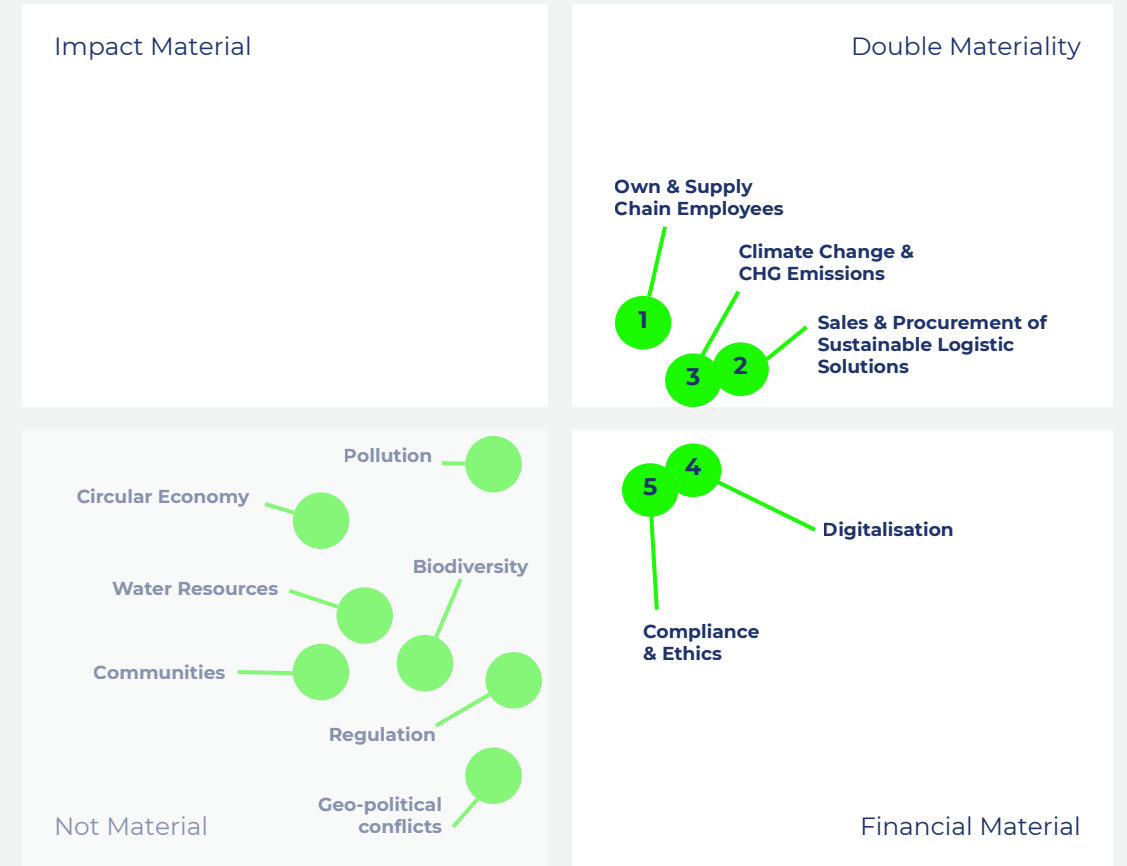 Impact Material
Double Materiality
Own & Supply
Chain Employees
Climate Change &
CHG Emissions
1
Sales & Procurement of
Sustainable Logistic
Solutions
2
3
Pollution
Circular Economy
Biodiversity
Water Resources
Communities
Regulation
Geo-political
conflicts
Not Material
4
5
Digitalisation
Compliance
& Ethics
Financial Material